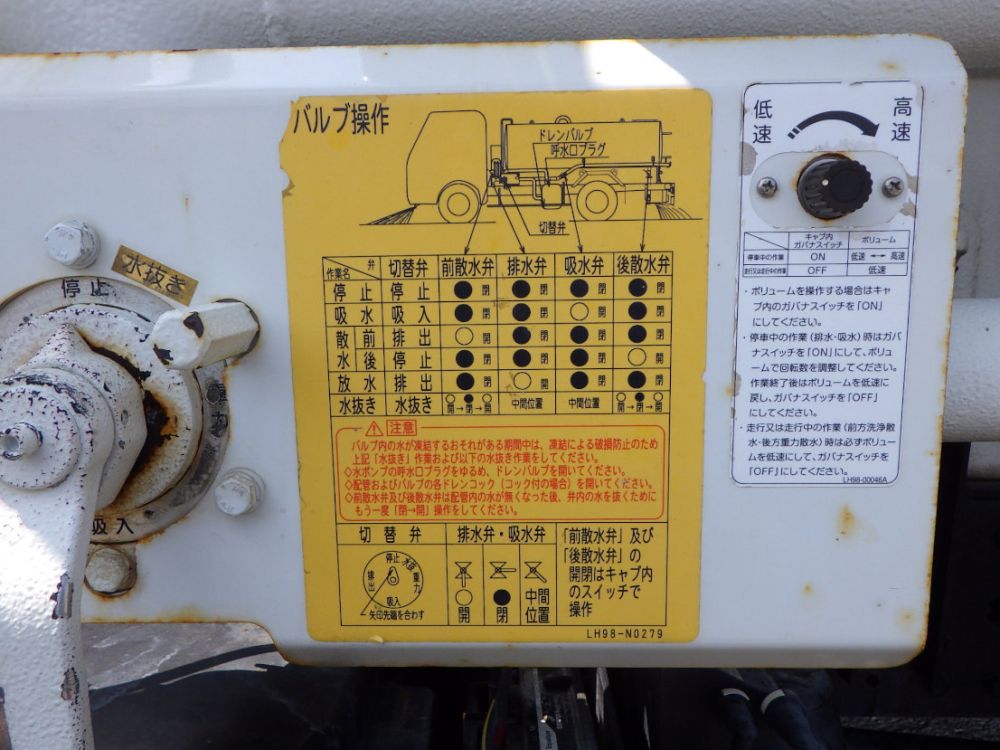 バルブ操作
ドレンバルブ
呼水口プラグ
切替弁
作業名 弁 切替弁 前散水弁 排水弁 吸水弁 後散水弁
停止 停止 ●閉 ●閉 ●閉 ●閉
吸水 吸入 ●閉 ●閉 ○開 ●閉
散水 前 排出 ○開 ●閉 ●閉 ●閉
後 停止 ●閉 ●閉 ●閉 ○開
放水 排出 ●閉 ○開 ●閉 ●閉
水抜き 水抜き ○開→●閉→○開 中間位置 中間位置 ○開→●閉→○開
注意
バルブ内の水が凍結するおそれがある期間中は、凍結による破損防止のため
上記「水抜き」作業および以下の水抜き作業をしてください。
◇水ポンプの呼水口プラグをゆるめ、ドレンバルブを開いてください。
◇配管およびバルブの各ドレンコック(コック付の場合)を開いてください。
◇前散水弁及び後散水弁は配管内の水が無くなった後、弁内の水を抜くために
もう一度「閉→開」操作をしてください。
切替弁
停止 水抜 重力 吸入 排出
矢印先端を合わす
排水弁・吸水弁
○開 ●閉 中間位置
「前散水弁」及び
「後散水弁」の
開閉はキャブ内
のスイッチで
操作
LH98-N0279
低速
高速
キャブ内ガバナスイッチ ボリューム
停車中の作業 ON 低速 ↔ 高速
走行又は走行中の作業 OFF 低速
・ボリュームを操作する場合はキャ
ブ内のガバナスイッチを「ON」
にしてください。
・停車中の作業(排水・吸水)時はガバ
ナスイッチを「ON」にして、ボリュ
ームで回転数を調整してください。
作業終了後はボリュームを低速に
戻し、ガバナスイッチを「OFF」
にしてください。
・走行又は走行中の作業(前方洗浄散
水・後方重力散水)時は必ずボリュー
ムを低速にして、ガバナスイッチを
「OFF」にしてください。
LH98-00046A
水抜き
停止
重力
吸入